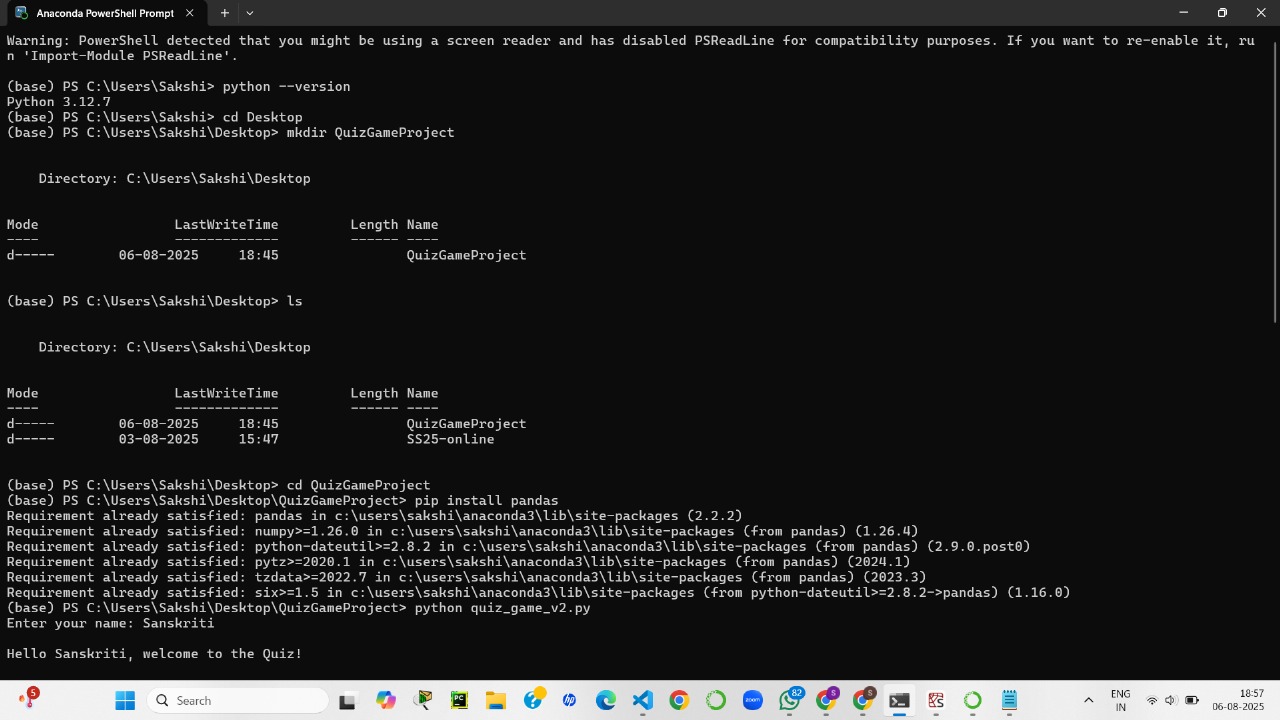 Anaconda PowerShell Prompt
Warning: PowerShell detected that you might be using a screen reader and has disabled PSReadLine for compatibility purposes. If you want to re-enable it, ru
n 'Import-Module PSReadLine'.
(base) PS C:\Users\Sakshi> python --version
Python 3.12.7
(base) PS C:\Users\Sakshi> cd Desktop
(base) PS C:\Users\Sakshi\Desktop> mkdir QuizGameProject
Directory: C:\Users\Sakshi\Desktop
Mode LastWriteTime Length Name
---- ------------- ------ ----
d----- 06-08-2025 18:45 QuizGameProject
(base) PS C:\Users\Sakshi\Desktop> ls
Directory: C:\Users\Sakshi\Desktop
Mode LastWriteTime Length Name
---- ------------- ------ ----
d----- 06-08-2025 18:45 QuizGameProject
d----- 03-08-2025 15:47 SS25-online
(base) PS C:\Users\Sakshi\Desktop> cd QuizGameProject
(base) PS C:\Users\Sakshi\Desktop\QuizGameProject> pip install pandas
Requirement already satisfied: pandas in c:\users\sakshi\anaconda3\lib\site-packages (2.2.2)
Requirement already satisfied: numpy>=1.26.0 in c:\users\sakshi\anaconda3\lib\site-packages (from pandas) (1.26.4)
Requirement already satisfied: python-dateutil>=2.8.2 in c:\users\sakshi\anaconda3\lib\site-packages (from pandas) (2.9.0.post0)
Requirement already satisfied: pytz>=2020.1 in c:\users\sakshi\anaconda3\lib\site-packages (from pandas) (2024.1)
Requirement already satisfied: tzdata>=2022.7 in c:\users\sakshi\anaconda3\lib\site-packages (from pandas) (2023.3)
Requirement already satisfied: six>=1.5 in c:\users\sakshi\anaconda3\lib\site-packages (from python-dateutil>=2.8.2->pandas) (1.16.0)
(base) PS C:\Users\Sakshi\Desktop\QuizGameProject> python quiz_game_v2.py
Enter your name: Sanskriti
Hello Sanskriti, welcome to the Quiz!
5
Search
PC
hp
zoom
82
S
S
ENG
IN
18:57
06-08-2025